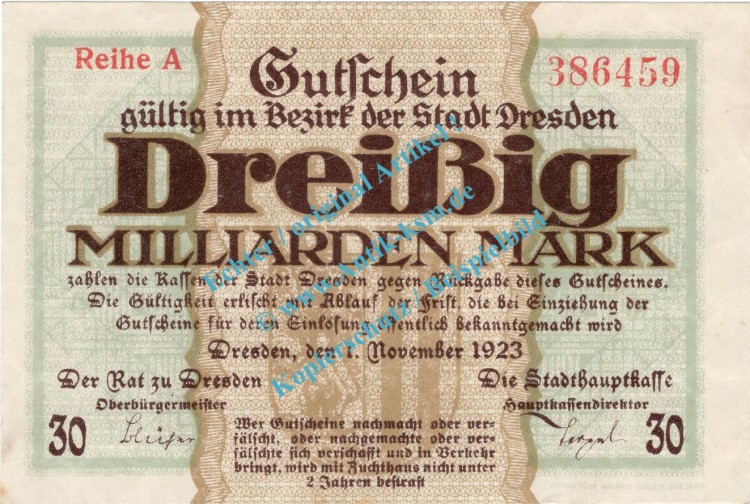 Reihe A
Gutschein
386459
gültig im Bezirk der Stadt Dresden
Dreißig
MILLIARDEN MARK
zahlen die Kassen der Stadt Dresden gegen Rückgabe dieses Gutscheines.
Die Gültigkeit erlischt mit Ablauf der Frist, die bei Einziehung der
Gutscheine für deren Einlösung öffentlich bekanntgemacht wird
Dresden, den 1. November 1923
Der Rat zu Dresden
Die Stadthauptkasse
Oberbürgermeister
Hauptkassendirektor
30
Blüher
30
Wer Gutscheine nachmacht oder ver-
fälscht, oder nachgemachte oder ver-
fälschte sich verschafft und in Verkehr
bringt, wird mit Zuchthaus nicht unter
2 Jahren bestraft
Echter / original Artikel !
© www.Antik-ksm.de
Kopierschutz / Beispielbild